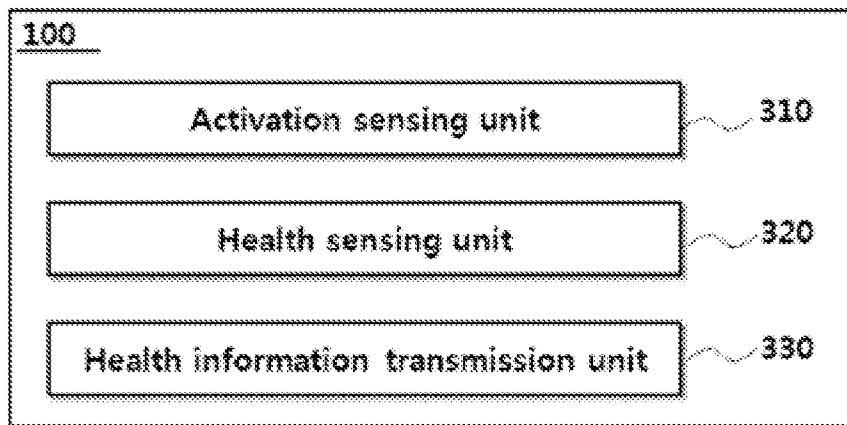 100
Activation sensing unit
310
Health sensing unit
320
Health information transmission unit
330